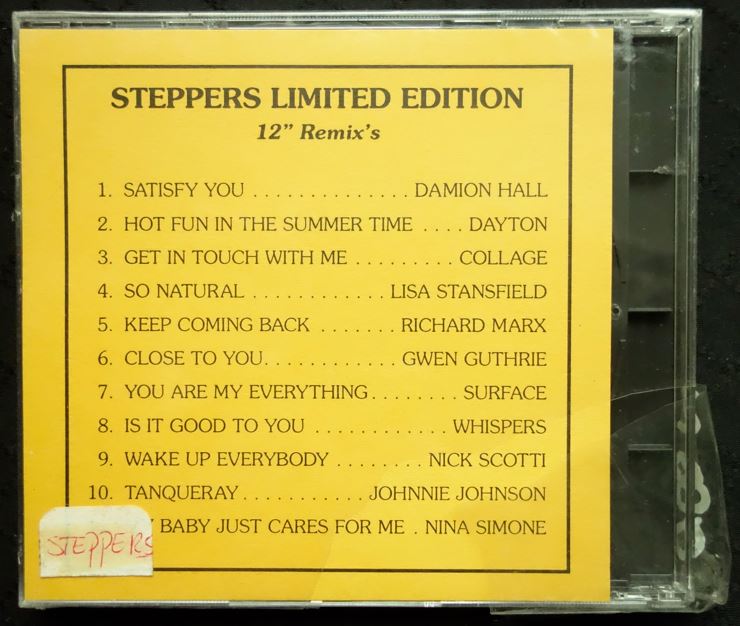 STEPPERS LIMITED EDITION
12” Remix's
1. SATISFY YOU . . . . . . . . . . . . . . DAMION HALL
2. HOT FUN IN THE SUMMER TIME . . . . DAYTON
3. GET IN TOUCH WITH ME . . . . . . . . . COLLAGE
4. SO NATURAL . . . . . . . . . . . . LISA STANSFIELD
5. KEEP COMING BACK . . . . . . . RICHARD MARX
6. CLOSE TO YOU. . . . . . . . . . . . GWEN GUTHRIE
7. YOU ARE MY EVERYTHING . . . . . . . . SURFACE
8. IS IT GOOD TO YOU . . . . . . . . . . . . WHISPERS
9. WAKE UP EVERYBODY . . . . . . . . NICK SCOTTI
10. TANQUERAY . . . . . . . . . . . JOHNNIE JOHNSON
BABY JUST CARES FOR ME . NINA SIMONE
STEPPERS